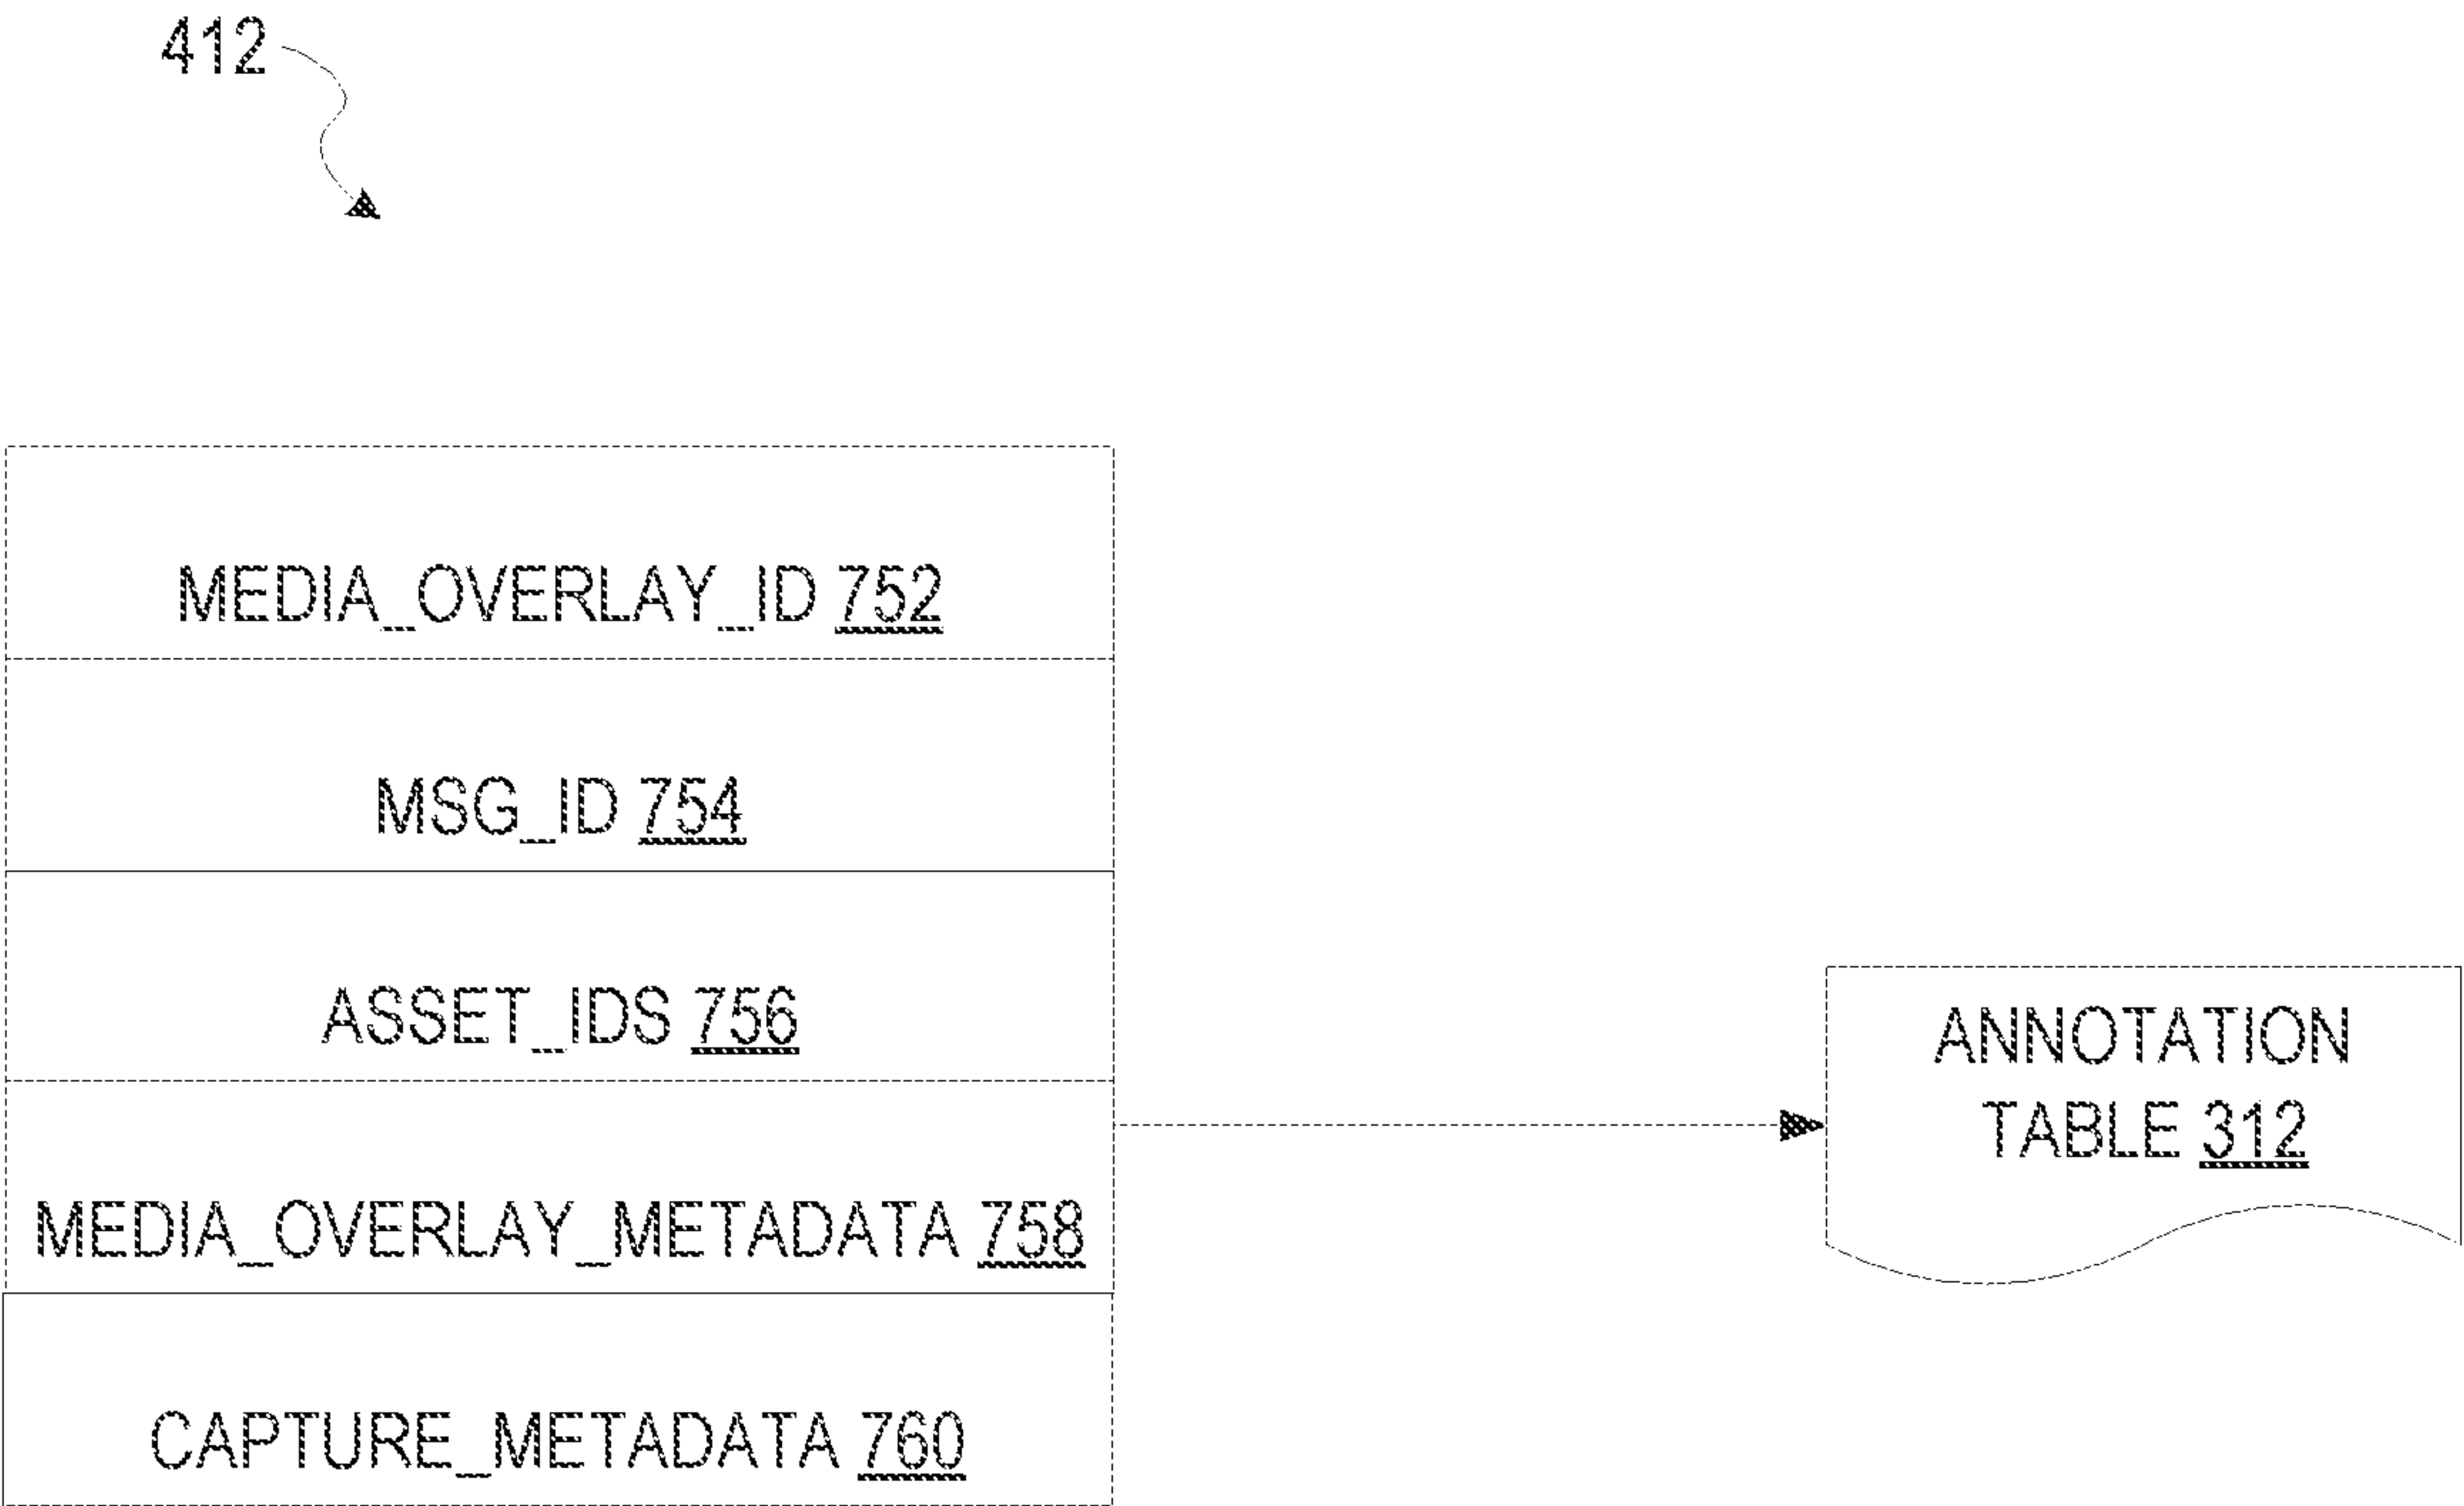 412
MEDIA_OVERLAY_ID 752
MSG_ID 754
ASSET_IDS 756
MEDIA_OVERLAY_METADATA 758
CAPTURE_METADATA 760
ANNOTATION
TABLE 312